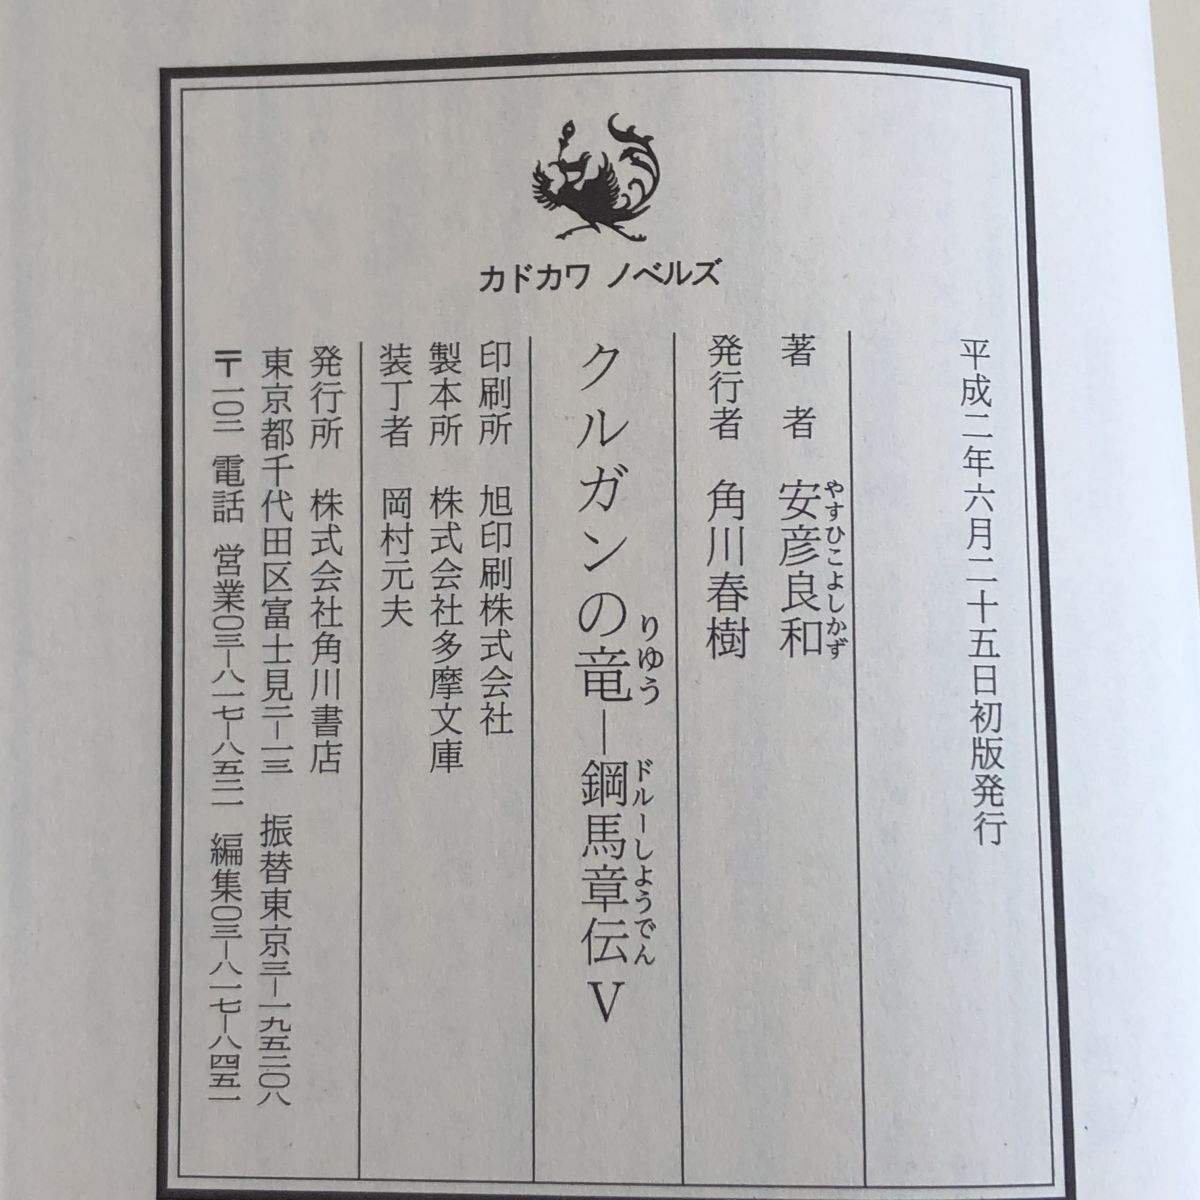 カドカワ ノベルズ
平成二年六月二十五日初版発行
著者 安彦良和
やすひこよしかず
発行者 角川春樹
クルガンの竜─鋼馬章伝V
りゆう
ドルーしようでん
印刷所 旭印刷株式会社
製本所 株式会社多摩文庫
装丁者 岡村元夫
発行所 株式会社角川書店
東京都千代田区富士見二─一三 振替東京三─一九五二〇八
〒一〇二 電話 営業〇三─八一七─八五二一 編集〇三─八一七─八四五一